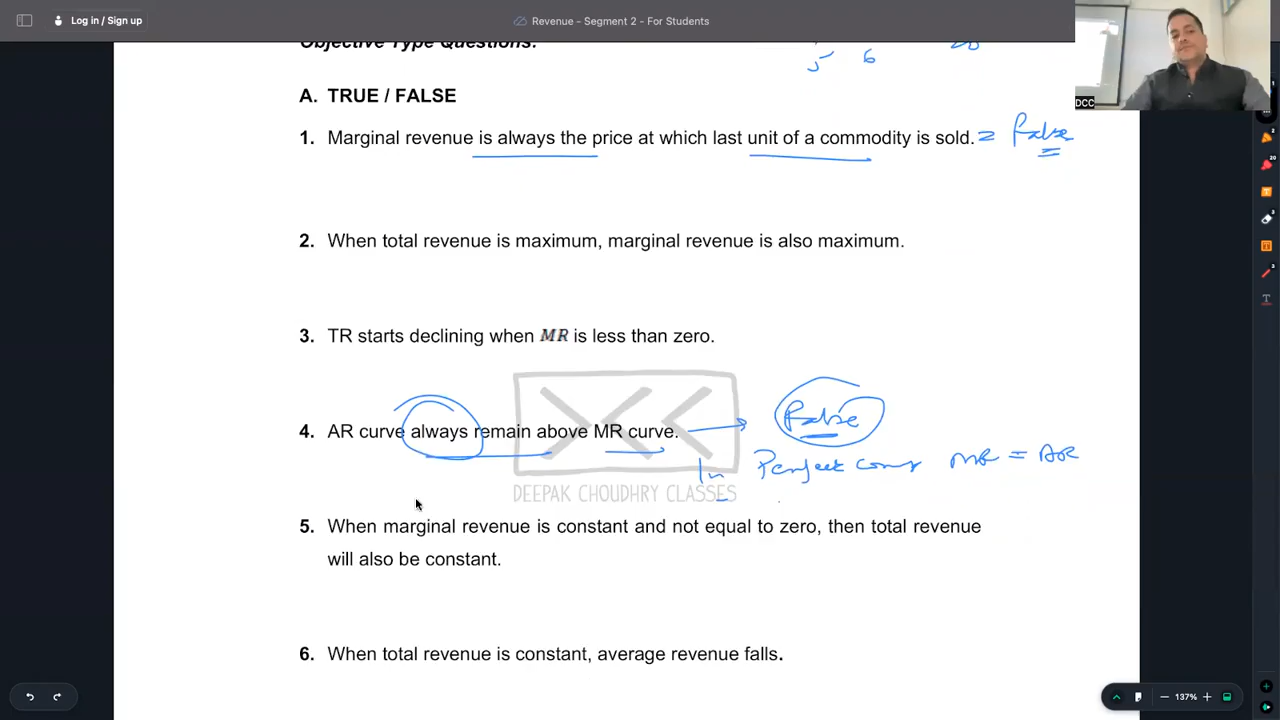 Log in / Sign up
Revenue – Segment 2 - For Students
Objective Type Questions:
5 6 20
DCC
A. TRUE / FALSE
1. Marginal revenue is always the price at which last unit of a commodity is sold. = false
2. When total revenue is maximum, marginal revenue is also maximum.
3. TR starts declining when MR is less than zero.
4. AR curve always remain above MR curve. → false
In Perfect comp MR = AR
DEEPAK CHOUDHRY CLASSES
5. When marginal revenue is constant and not equal to zero, then total revenue
will also be constant.
6. When total revenue is constant, average revenue falls.
137%